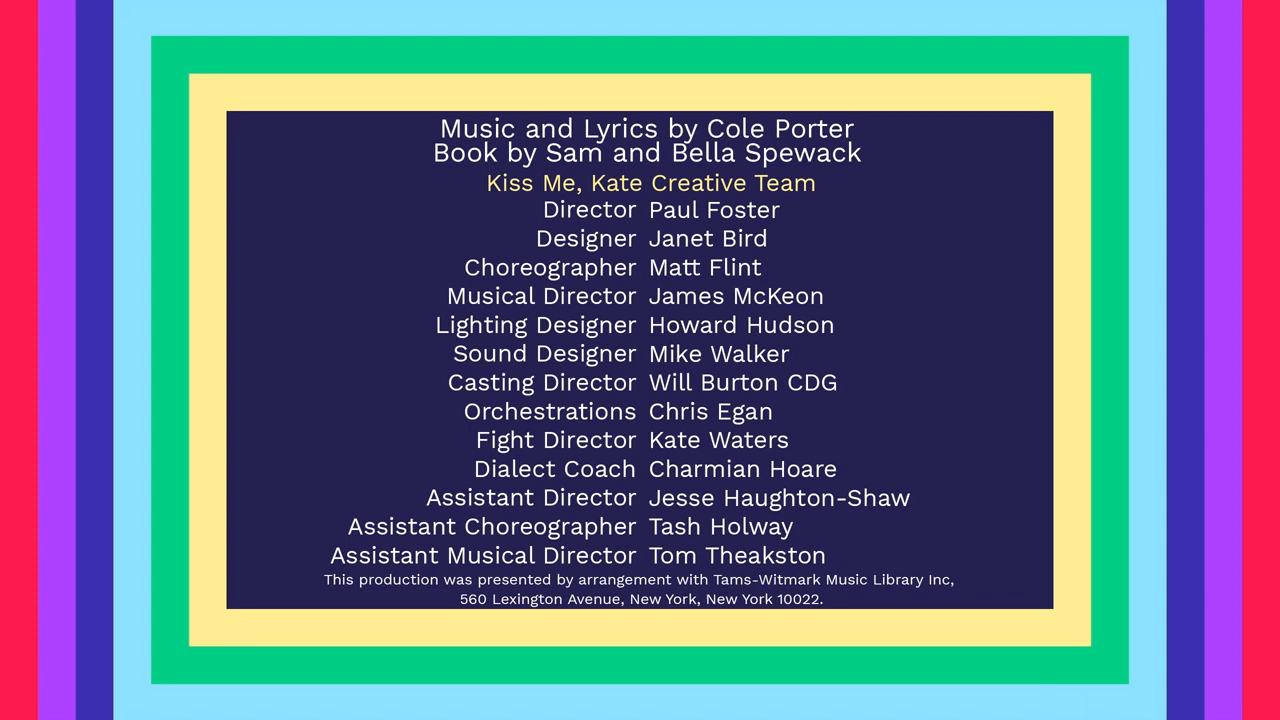 Music and Lyrics by Cole Porter
Book by Sam and Bella Spewack
Kiss Me, Kate Creative Team
Director Paul Foster
Designer Janet Bird
Choreographer Matt Flint
Musical Director James McKeon
Lighting Designer Howard Hudson
Sound Designer Mike Walker
Casting Director Will Burton CDG
Orchestrations Chris Egan
Fight Director Kate Waters
Dialect Coach Charmian Hoare
Assistant Director Jesse Haughton-Shaw
Assistant Choreographer Tash Holway
Assistant Musical Director Tom Theakston
This production was presented by arrangement with Tams-Witmark Music Library Inc,
560 Lexington Avenue, New York, New York 10022.